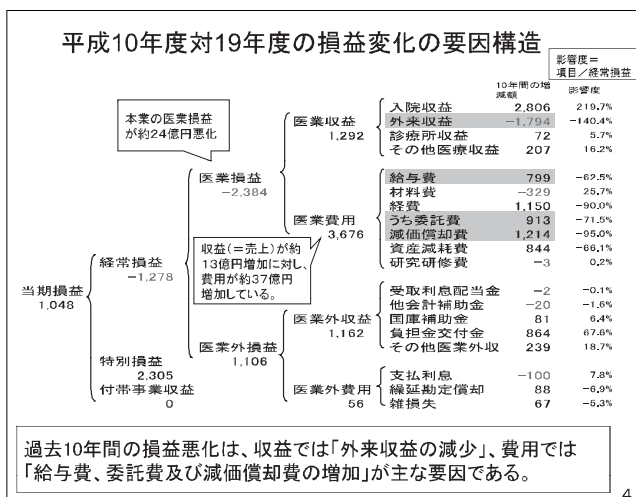 平成10年度対19年度の損益変化の要因構造
影響度＝
項目／経常損益
10年間の増
減額
影響度
本業の医業損益
が約24億円悪化
当期損益
1,048
経常損益
−1,278
特別損益
2,305
付帯事業収益
0
医業損益
−2,384
医業外損益
1,106
医業収益
1,292
医業費用
3,676
収益（＝売上）が約
13億円増加に対し、
費用が約37億円
増加している。
医業外収益
1,162
医業外費用
56
入院収益 2,806 219.7%
外来収益 −1,794 −140.4%
診療所収益 72 5.7%
その他医療収益 207 16.2%
給与費 799 −62.5%
材料費 −329 25.7%
経費 1,150 −90.0%
うち委託費 913 −71.5%
減価償却費 1,214 −95.0%
資産減耗費 844 −66.1%
研究研修費 −3 0.2%
受取利息配当金 −2 −0.1%
他会計補助金 −20 −1.6%
国庫補助金 81 6.4%
負担金交付金 864 67.6%
その他医業外収 239 18.7%
支払利息 −100 7.8%
繰延勘定償却 88 −6.9%
雑損失 67 −5.3%
過去10年間の損益悪化は、収益では「外来収益の減少」、費用では
「給与費、委託費及び減価償却費の増加」が主な要因である。
4